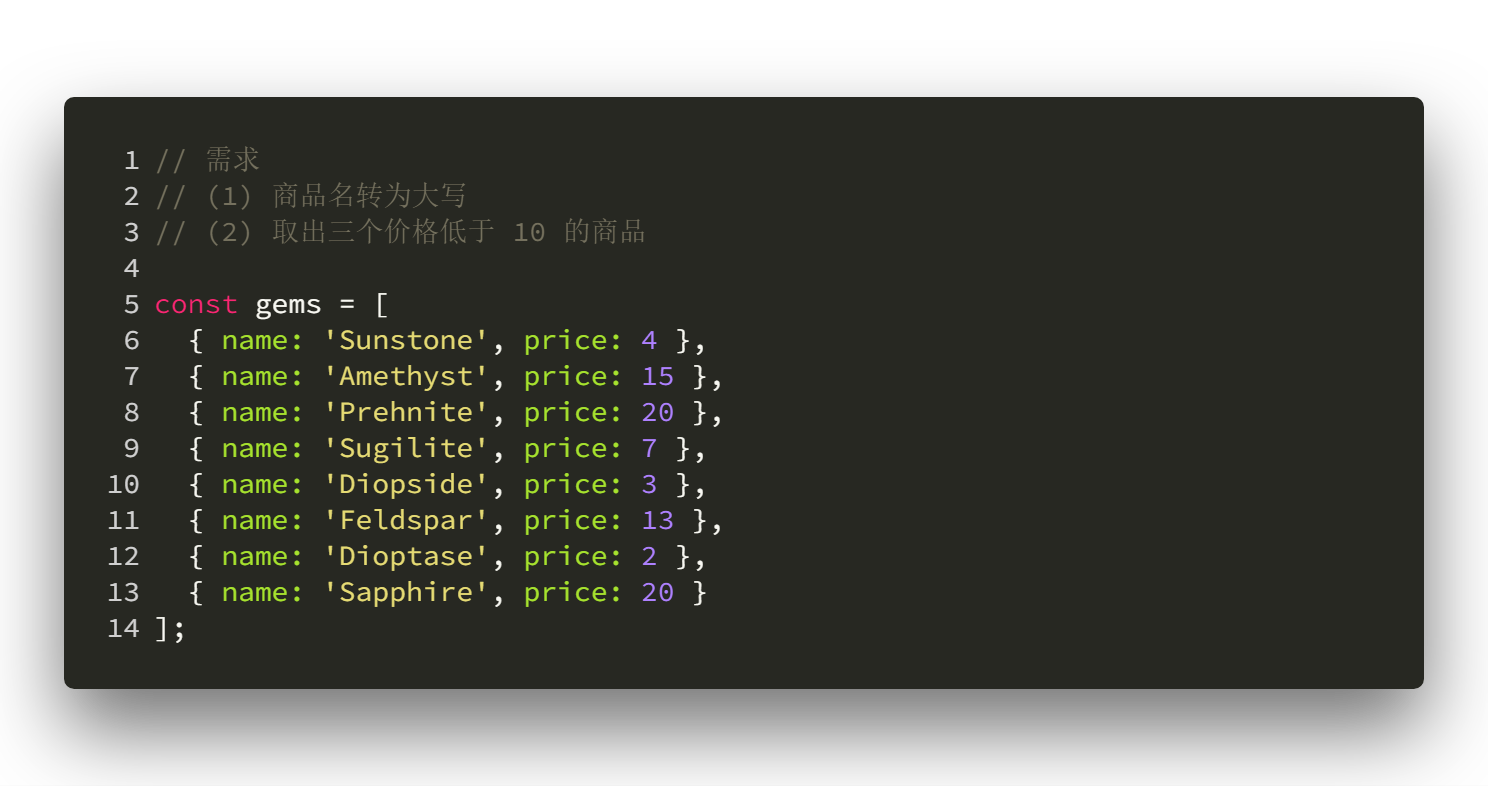 1 // 需求
2 // (1) 商品名转为大写
3 // (2) 取出三个价格低于 10 的商品
4
5 const gems = [
6   { name: 'Sunstone', price: 4 },
7   { name: 'Amethyst', price: 15 },
8   { name: 'Prehnite', price: 20 },
9   { name: 'Sugilite', price: 7 },
10   { name: 'Diopside', price: 3 },
11   { name: 'Feldspar', price: 13 },
12   { name: 'Dioptase', price: 2 },
13   { name: 'Sapphire', price: 20 }
14 ];